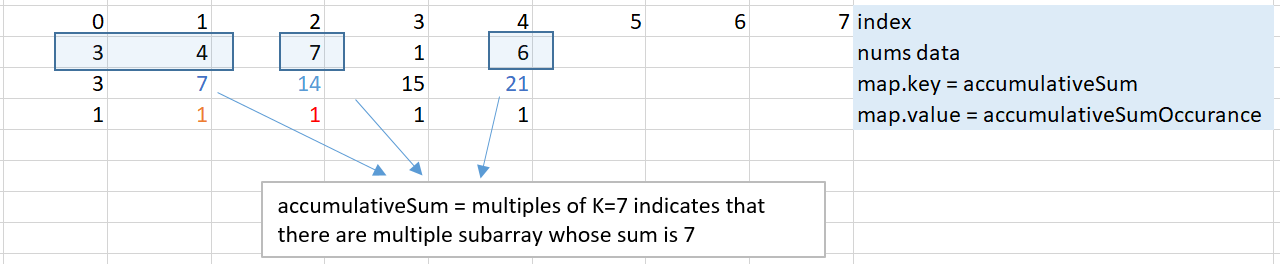 0 1 2 3 4 5 6 7 index
3 4 7 1 6 nums data
3 7 14 15 21 map.key = accumulativeSum
1 1 1 1 1 map.value = accumulativeSumOccurance
accumulativeSum = multiples of K=7 indicates that
there are multiple subarray whose sum is 7